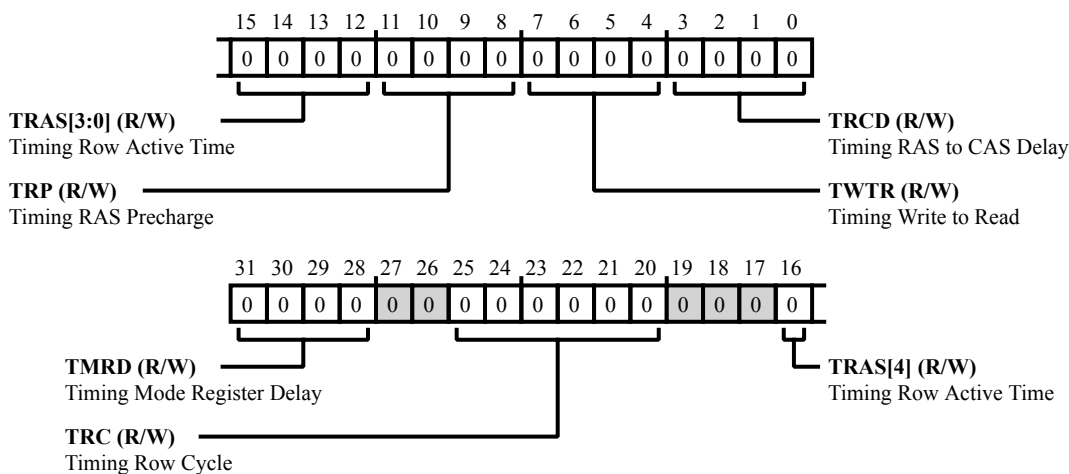 15 14 13 12 11 10 9 8 7 6 5 4 3 2 1 0
0 0 0 0 0 0 0 0 0 0 0 0 0 0 0 0
TRAS[3:0] (R/W)
Timing Row Active Time
TRCD (R/W)
Timing RAS to CAS Delay
TRP (R/W)
Timing RAS Precharge
TWTR (R/W)
Timing Write to Read
31 30 29 28 27 26 25 24 23 22 21 20 19 18 17 16
0 0 0 0 0 0 0 0 0 0 0 0 0 0 0 0
TMRD (R/W)
Timing Mode Register Delay
TRAS[4] (R/W)
Timing Row Active Time
TRC (R/W)
Timing Row Cycle